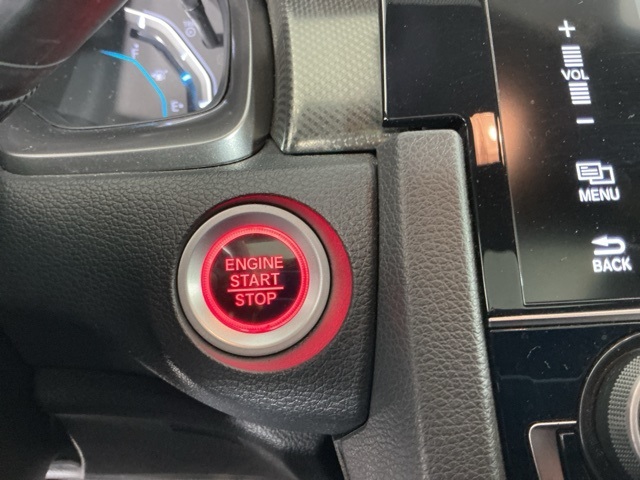 ENGINE
START
STOP
+
VOL
-
MENU
BACK